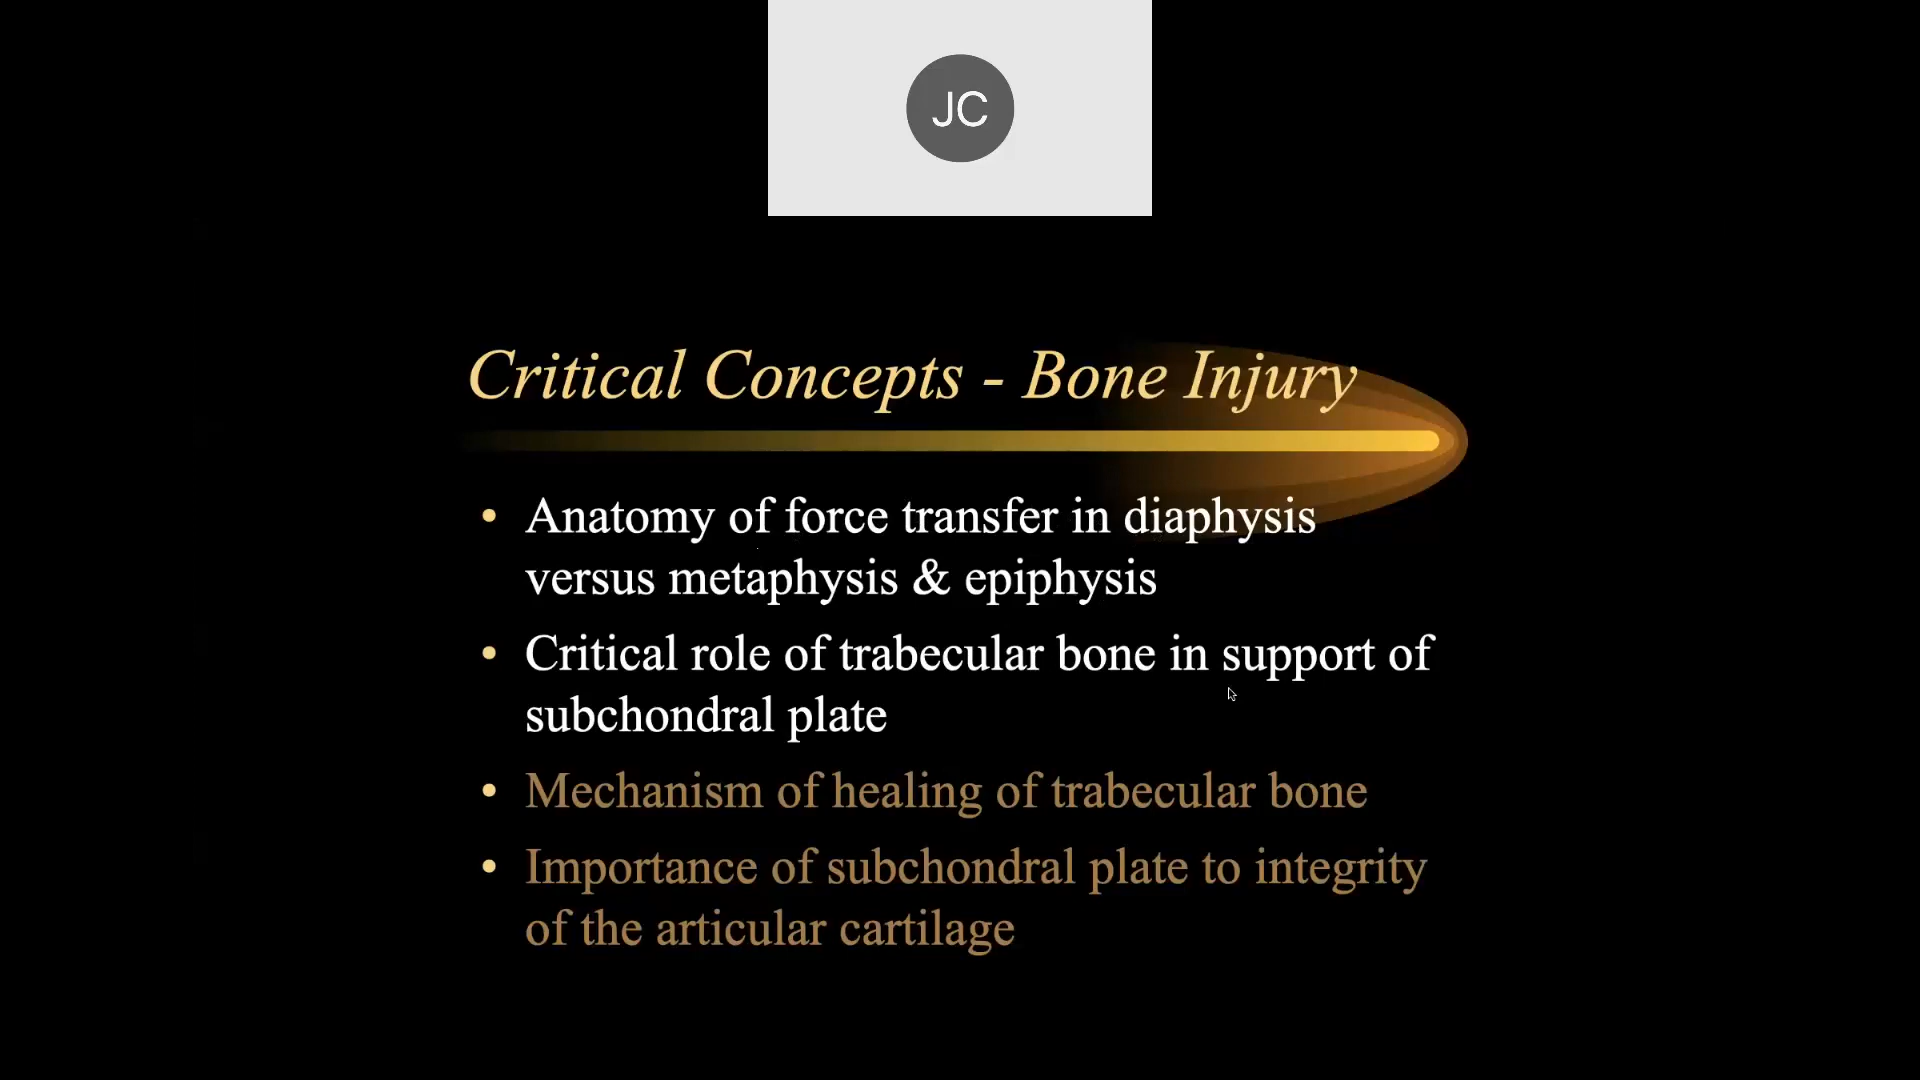 JC
Critical Concepts - Bone Injury
• Anatomy of force transfer in diaphysis
versus metaphysis & epiphysis
• Critical role of trabecular bone in support of
subchondral plate
• Mechanism of healing of trabecular bone
• Importance of subchondral plate to integrity
of the articular cartilage